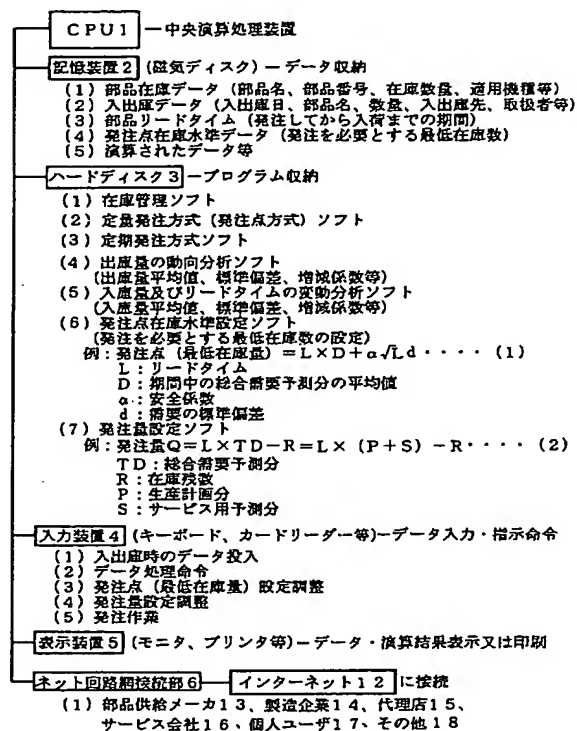 CPU1 ー中央演算処理装置
記憶装置2 (磁気ディスク) ーデータ収納
(1) 部品在庫データ (部品名、部品番号、在庫数量、適用機種等)
(2) 入出庫データ (入出庫日、部品名、数量、入出庫先、取扱者等)
(3) 部品リードタイム (発注してから入荷までの期間)
(4) 発注点在庫水準データ (発注を必要とする最低在庫数)
(5) 演算されたデータ等
ハードディスク3 ープログラム収納
(1) 在庫管理ソフト
(2) 定量発注方式 (発注点方式) ソフト
(3) 定期発注方式ソフト
(4) 出庫量の動向分析ソフト
(出庫量平均値、標準偏差、増減係数等)
(5) 入庫量及びリードタイムの変動分析ソフト
(入庫量平均値、標準偏差、増減係数等)
(6) 発注点在庫水準設定ソフト
(発注を必要とする最低在庫数の設定)
例:発注点 (最低在庫量) =L×D+α√Ld・・・・ (1)
L:リードタイム
D:期間中の総合需要予測分の平均値
α:安全係数
d:需要の標準偏差
(7) 発注量設定ソフト
例:発注量Q=L×TD-R=L× (P+S) -R・・・・ (2)
TD:総合需要予測分
R:在庫残数
P:生産計画分
S:サービス用予測分
入力装置4 (キーボード、カードリーダー等)ーデータ入力・指示命令
(1) 入出庫時のデータ投入
(2) データ処理命令
(3) 発注点 (最低在庫量) 設定調整
(4) 発注量設定調整
(5) 発注作業
表示装置5 (モニタ、プリンタ等) ーデータ・演算結果表示又は印刷
ネット回路網接続部6 インターネット12 に接続
(1) 部品供給メーカ13、製造企業14、代理店15、
サービス会社16、個人ユーザ17、その他18